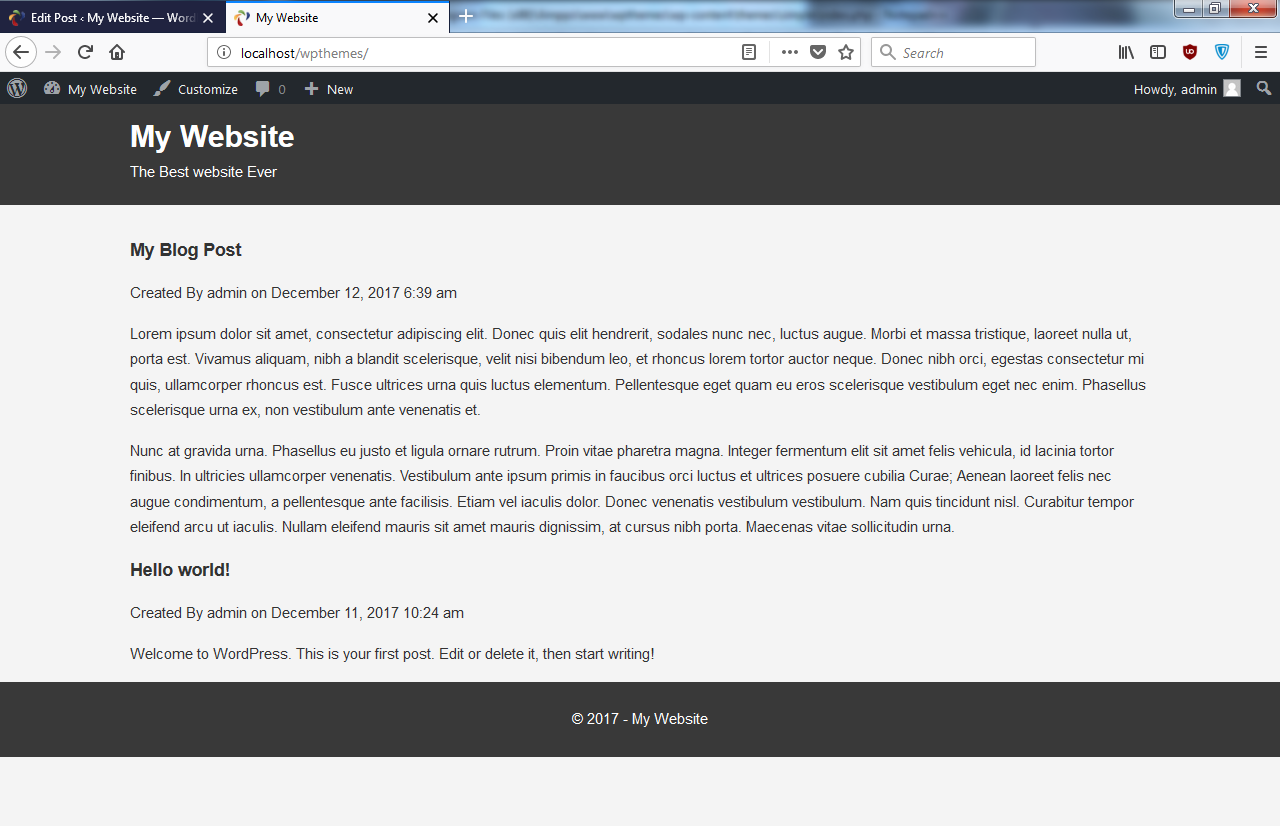 Edit Post ‹ My Website — Word
My Website
localhost/wpthemes/
Search
My Website
Customize
0
New
Howdy, admin
My Website
The Best website Ever
My Blog Post
Created By admin on December 12, 2017 6:39 am
Lorem ipsum dolor sit amet, consectetur adipiscing elit. Donec quis elit hendrerit, sodales nunc nec, luctus augue. Morbi et massa tristique, laoreet nulla ut,
porta est. Vivamus aliquam, nibh a blandit scelerisque, velit nisi bibendum leo, et rhoncus lorem tortor auctor neque. Donec nibh orci, egestas consectetur mi
quis, ullamcorper rhoncus est. Fusce ultrices urna quis luctus elementum. Pellentesque eget quam eu eros scelerisque vestibulum eget nec enim. Phasellus
scelerisque urna ex, non vestibulum ante venenatis et.
Nunc at gravida urna. Phasellus eu justo et ligula ornare rutrum. Proin vitae pharetra magna. Integer fermentum elit sit amet felis vehicula, id lacinia tortor
finibus. In ultricies ullamcorper venenatis. Vestibulum ante ipsum primis in faucibus orci luctus et ultrices posuere cubilia Curae; Aenean laoreet felis nec
augue condimentum, a pellentesque ante facilisis. Etiam vel iaculis dolor. Donec venenatis vestibulum vestibulum. Nam quis tincidunt nisl. Curabitur tempor
eleifend arcu ut iaculis. Nullam eleifend mauris sit amet mauris dignissim, at cursus nibh porta. Maecenas vitae sollicitudin urna.
Hello world!
Created By admin on December 11, 2017 10:24 am
Welcome to WordPress. This is your first post. Edit or delete it, then start writing!
© 2017 - My Website